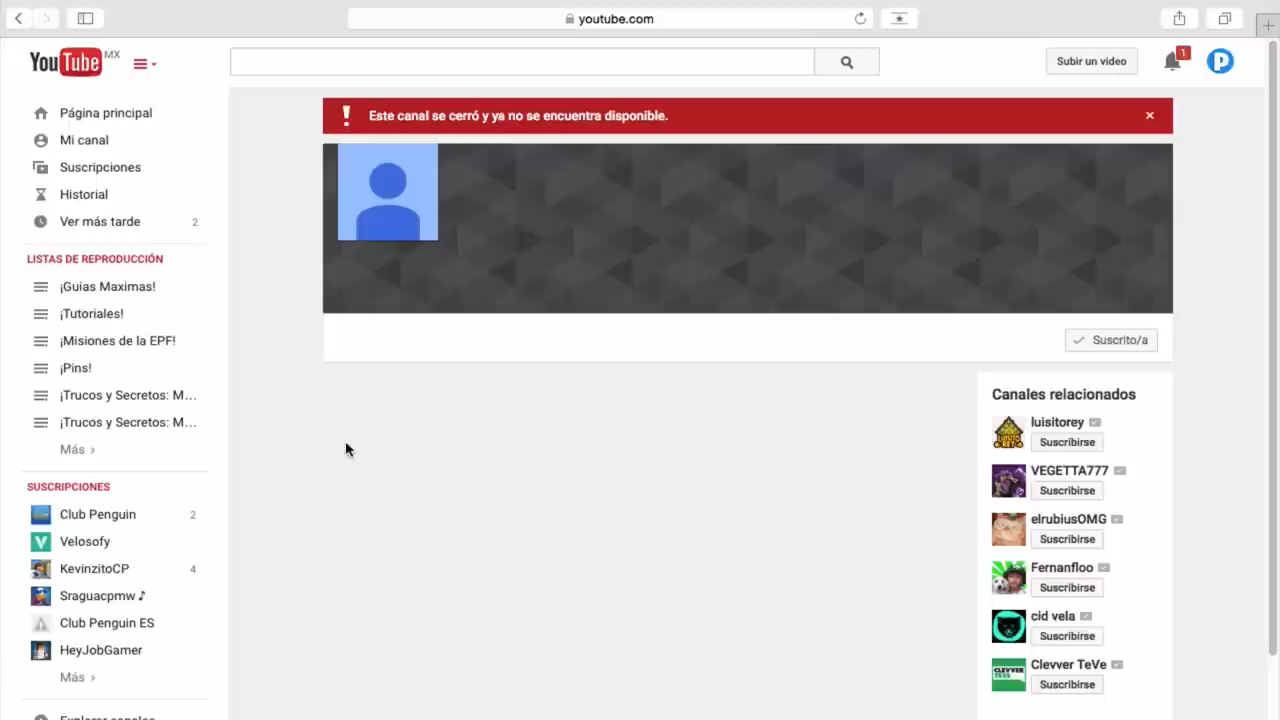 youtube.com
YouTube MX
Subir un video
1
P
Página principal
Mi canal
Suscripciones
Historial
Ver más tarde 2
LISTAS DE REPRODUCCIÓN
¡Guias Maximas!
¡Tutoriales!
¡Misiones de la EPF!
¡Pins!
¡Trucos y Secretos: M...
¡Trucos y Secretos: M...
Más ›
SUSCRIPCIONES
Club Penguin 2
Velosofy
KevinzitoCP 4
Sraguacpmw ♪
Club Penguin ES
HeyJobGamer
Más ›
Explorar canales
Este canal se cerró y ya no se encuentra disponible.
Suscrito/a
Canales relacionados
luisitorey
Suscribirse
VEGETTA777
Suscribirse
elrubiusOMG
Suscribirse
Fernanfloo
Suscribirse
cid vela
Suscribirse
Clevver TeVe
Suscribirse